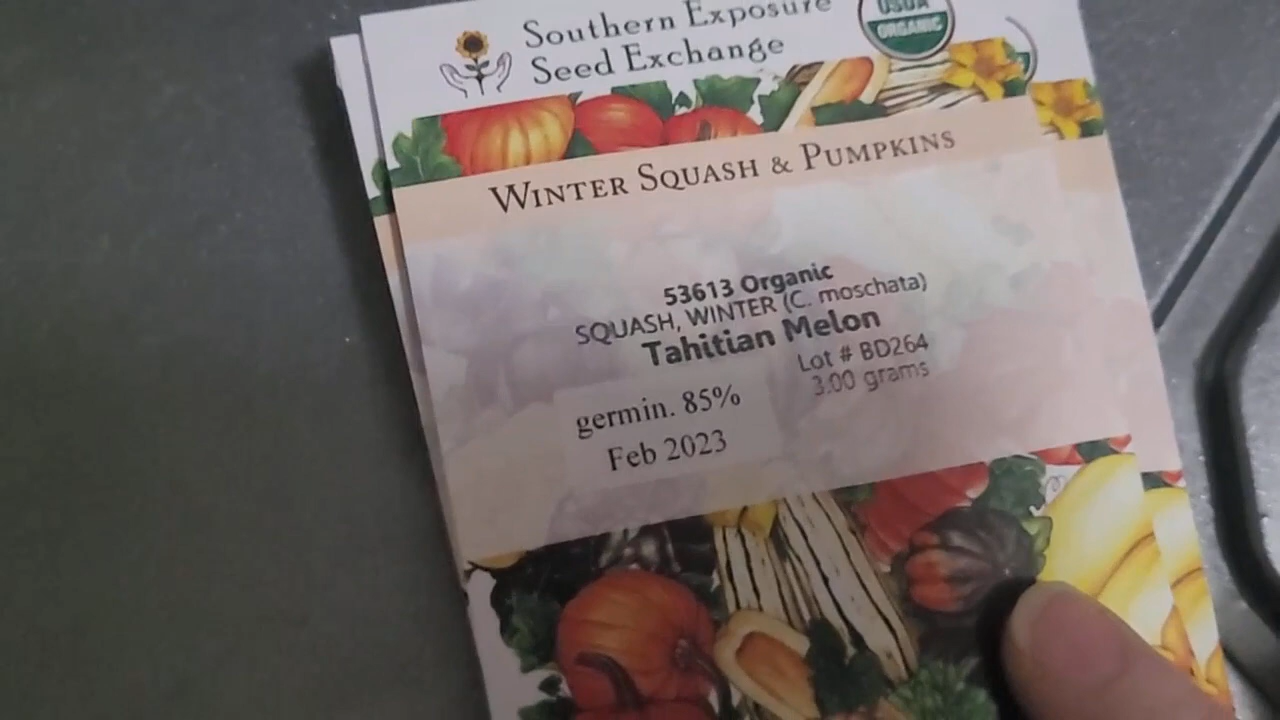 Southern Exposure
Seed Exchange
USDA
ORGANIC
WINTER SQUASH & PUMPKINS
53613 Organic
SQUASH, WINTER (C. moschata)
Tahitian Melon
Lot # BD264
3.00 grams
germin. 85%
Feb 2023